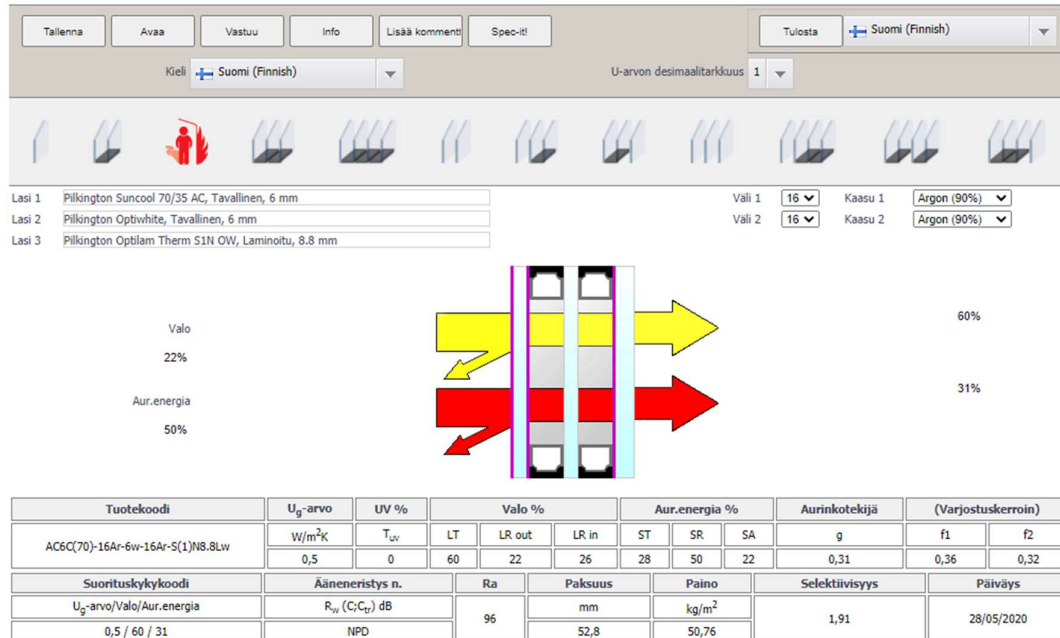 Tallenna Avaa Vastuu Info Lisää komментti Spec-it! Tulosta Suomi (Finnish)
Kieli Suomi (Finnish) U-arvon desimaalitarkkuus 1
Lasi 1 Pilkington Suncool 70/35 AC, Tavallinen, 6 mm Väli 1 16 Kaasu 1 Argon (90%)
Lasi 2 Pilkington Optiwhite, Tavallinen, 6 mm Väli 2 16 Kaasu 2 Argon (90%)
Lasi 3 Pilkington Optilam Therm S1N OW, Laminoitu, 8.8 mm
Valo 60%
22%
Aur.energia 31%
50%
Tuotekoodi Ug-arvo UV % Valo % Aur.energia % Aurinkotekijä (Varjostuskerroin)
AC6C(70)-16Ar-6w-16Ar-S(1)N8.8Lw W/m²K Tuv LT LR out LR in ST SR SA g f1 f2
0,5 0 60 22 26 28 50 22 0,31 0,36 0,32
Suorituskykykoodi Ääneneristys n. Ra Paksuus Paino Selektiivisyys Päiväys
Ug-arvo/Valo/Aur.energia Rw (C;Ctr) dB 96 mm kg/m² 1,91 28/05/2020
0,5 / 60 / 31 NPD 52,8 50,76